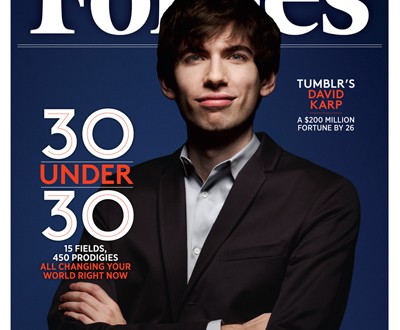 Forbes
TUMBLR'S
DAVID
KARP
A $200 MILLION
FORTUNE BY 26
30
UNDER
30
15 FIELDS,
450 PRODIGIES
ALL CHANGING YOUR
WORLD RIGHT NOW